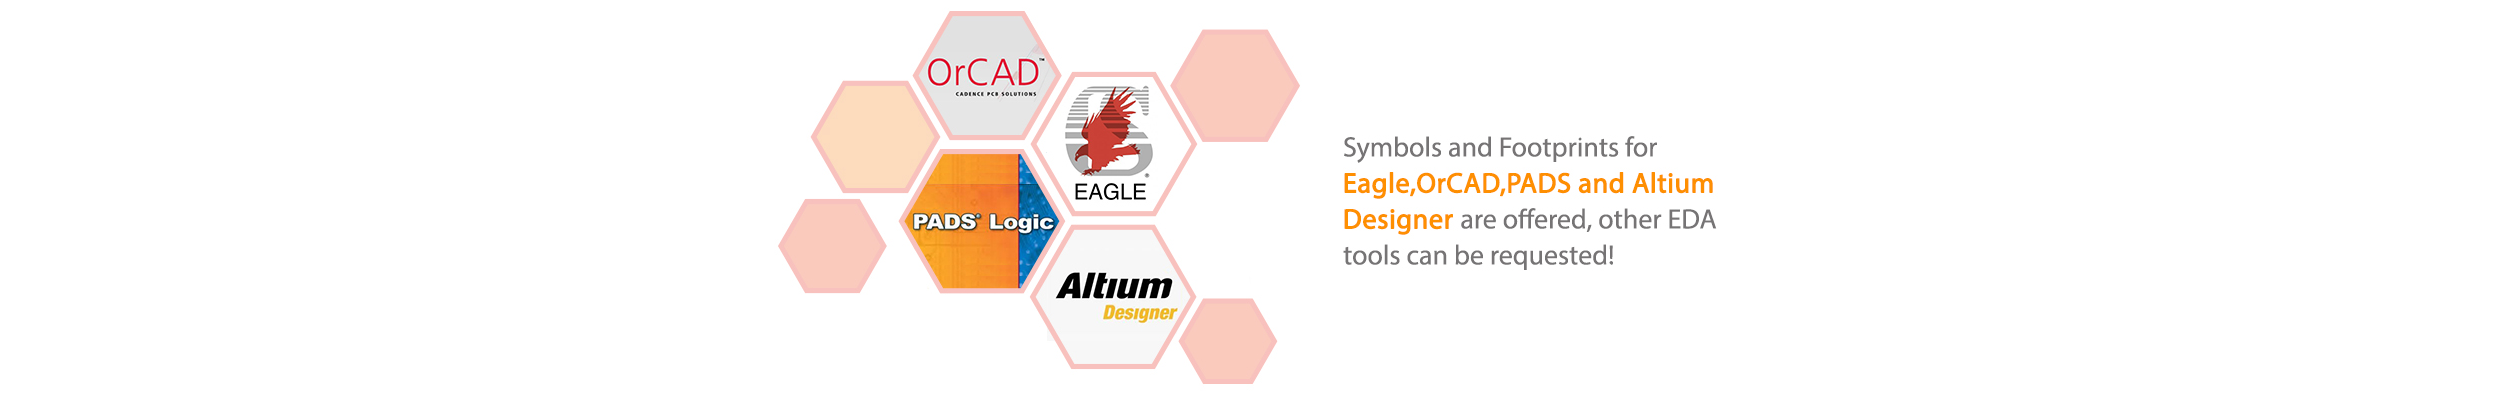 OrCAD™
CADENCE PCB SOLUTIONS
EAGLE
®
PADS® Logic
Altium
Designer
Symbols and Footprints for
Eagle,OrCAD,PADS and Altium
Designer are offered, other EDA
tools can be requested!